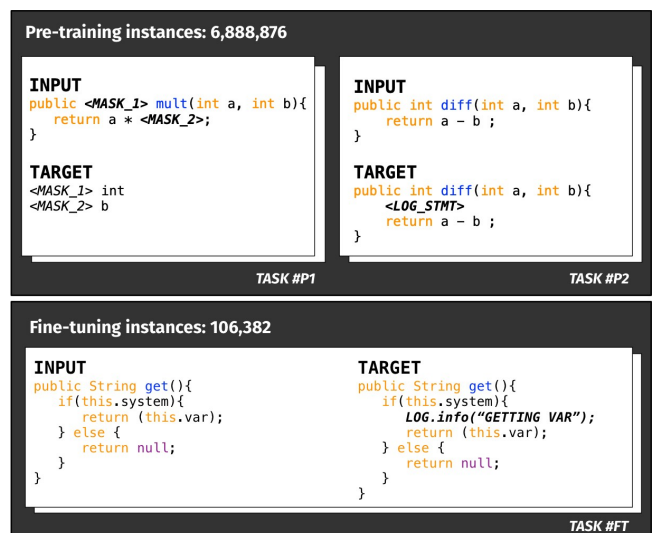 Pre-training instances: 6,888,876
INPUT
public <MASK_1> mult(int a, int b){
return a * <MASK_2>;
}
TARGET
<MASK_1> int
<MASK_2> b
TASK #P1
INPUT
public int diff(int a, int b){
return a − b ;
}
TARGET
public int diff(int a, int b){
<LOG_STMT>
return a − b ;
}
TASK #P2
Fine-tuning instances: 106,382
INPUT
public String get(){
if(this.system){
return (this.var);
} else {
return null;
}
}
TARGET
public String get(){
if(this.system){
LOG.info(“GETTING VAR”);
return (this.var);
} else {
return null;
}
}
TASK #FT